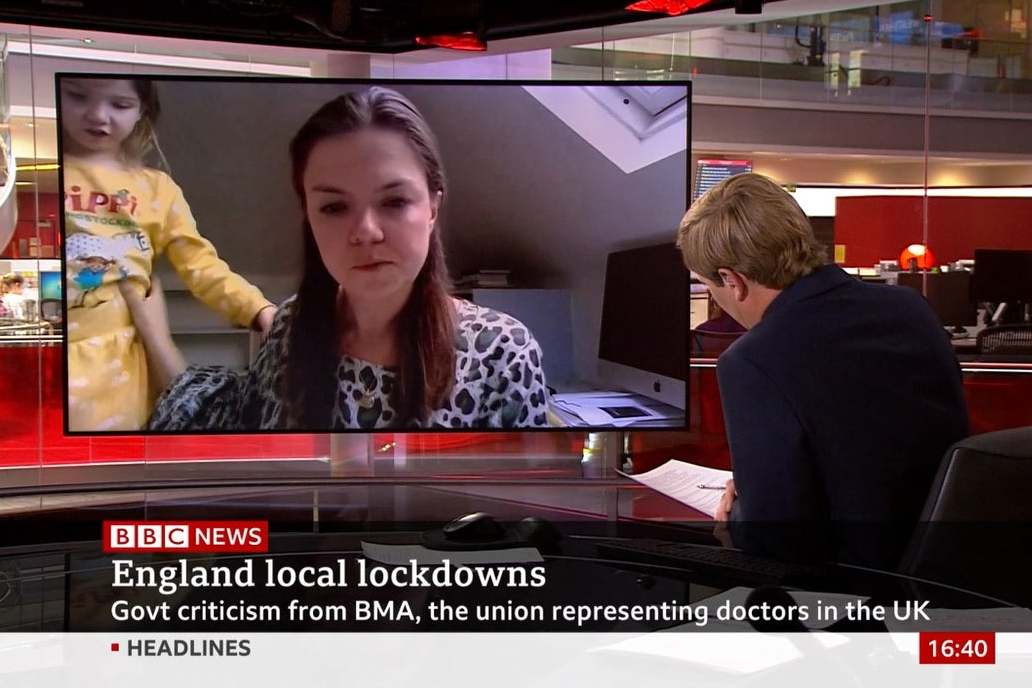 PiPPi
BBC NEWS
England local lockdowns
Govt criticism from BMA, the union representing doctors in the UK
HEADLINES
16:40